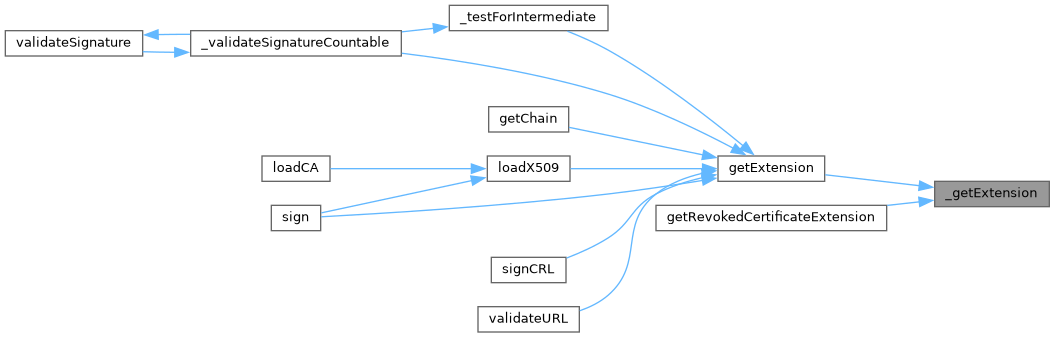 _testForIntermediate
validateSignature
_validateSignatureCountable
getChain
loadCA
loadX509
getExtension
_getExtension
sign
getRevokedCertificateExtension
signCRL
validateURL